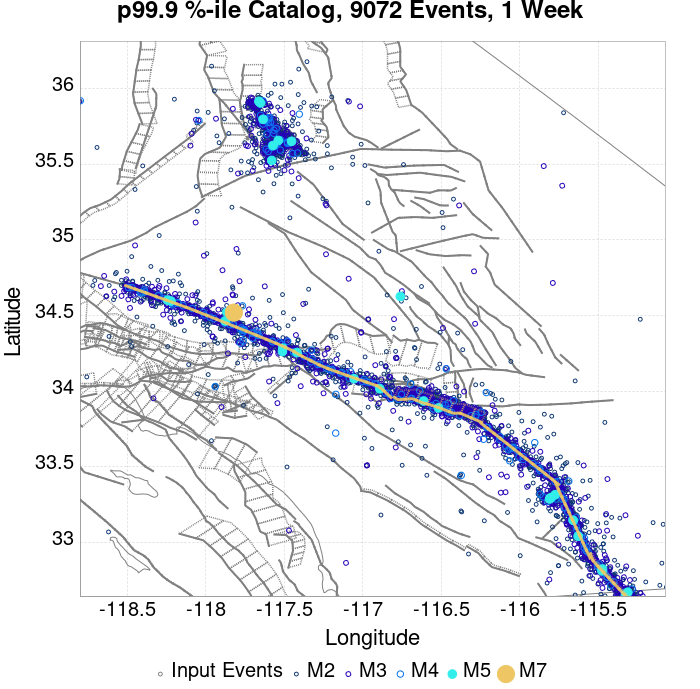 p99.9 %-ile Catalog, 9072 Events, 1 Week
36
35.5
35
34.5
34
33.5
33
Latitude
-118.5 -118 -117.5 -117 -116.5 -116 -115.5
Longitude
Input Events M2 M3 M4 M5 M7